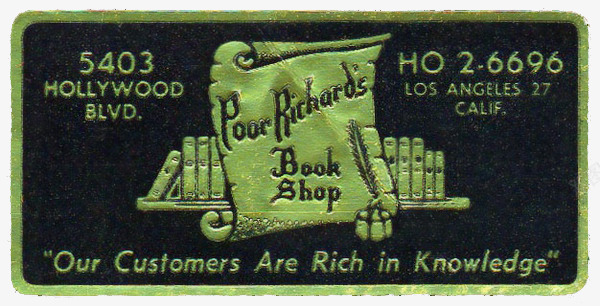 5403
HOLLYWOOD
BLVD.
Poor Richard's
Book
Shop
HO 2-6696
LOS ANGELES 27
CALIF.
"Our Customers Are Rich in Knowledge"